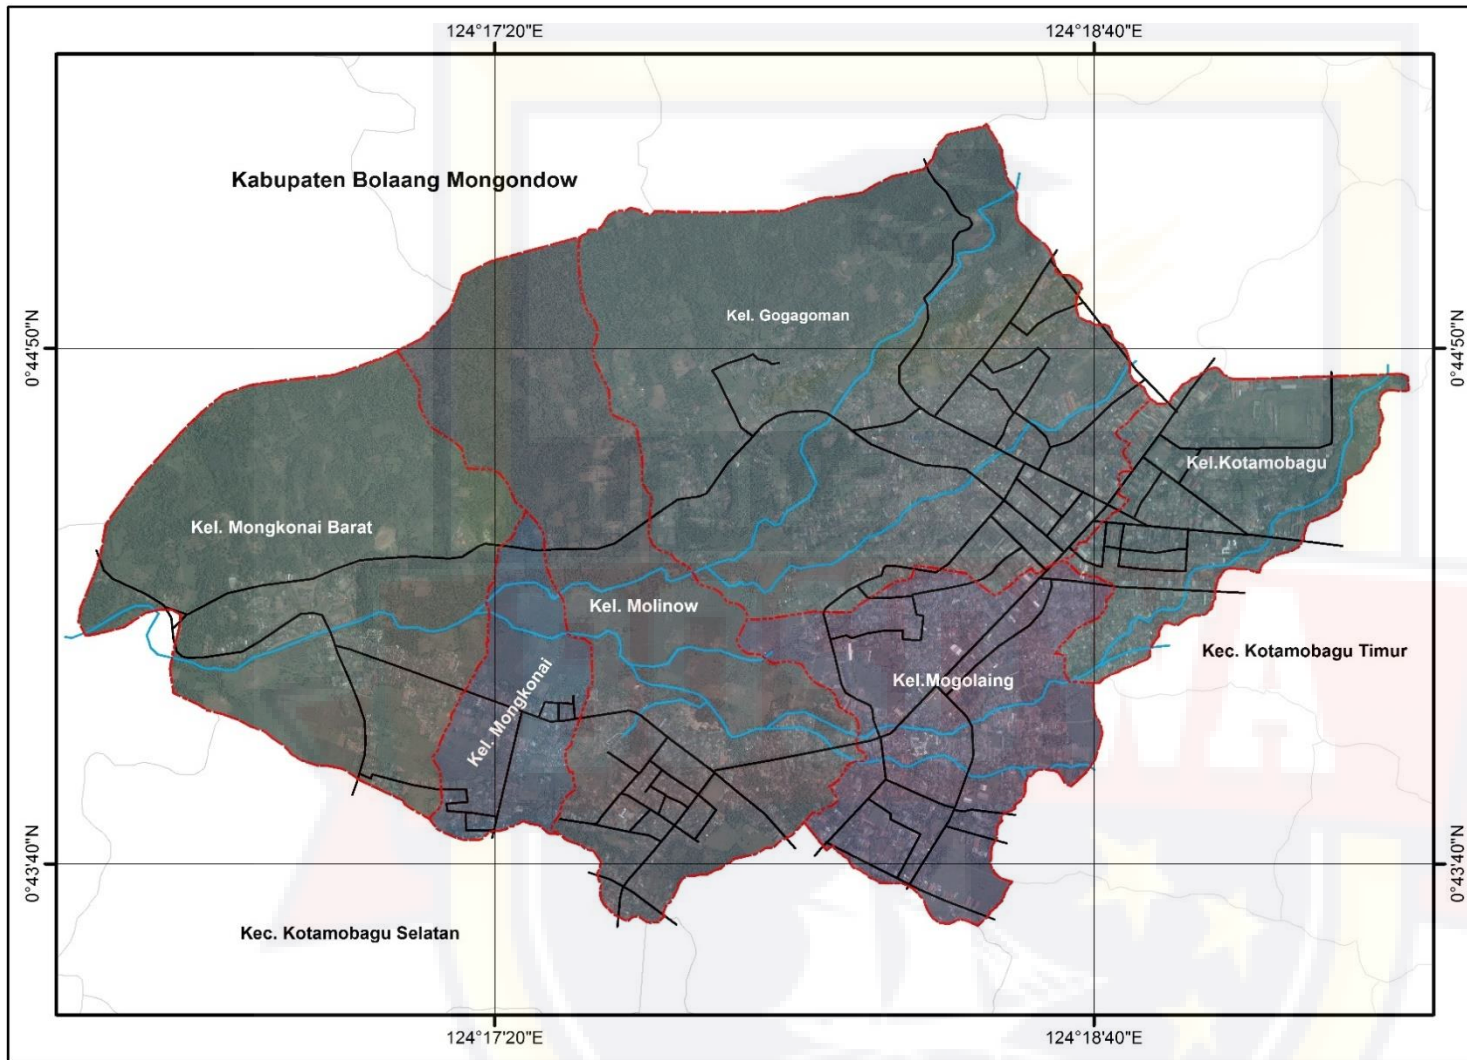 124°17'20"E
124°18'40"E
Kabupaten Bolaang Mongondow
Kel. Gogagoman
0°44'50"N
0°44'50"N
Kel.Kotamobagu
Kel. Mongkonai Barat
Kel. Molinow
Kec. Kotamobagu Timur
Kel.Mogolaing
Kel. Mongkonai
0°43'40"N
0°43'40"N
Kec. Kotamobagu Selatan
124°17'20"E
124°18'40"E